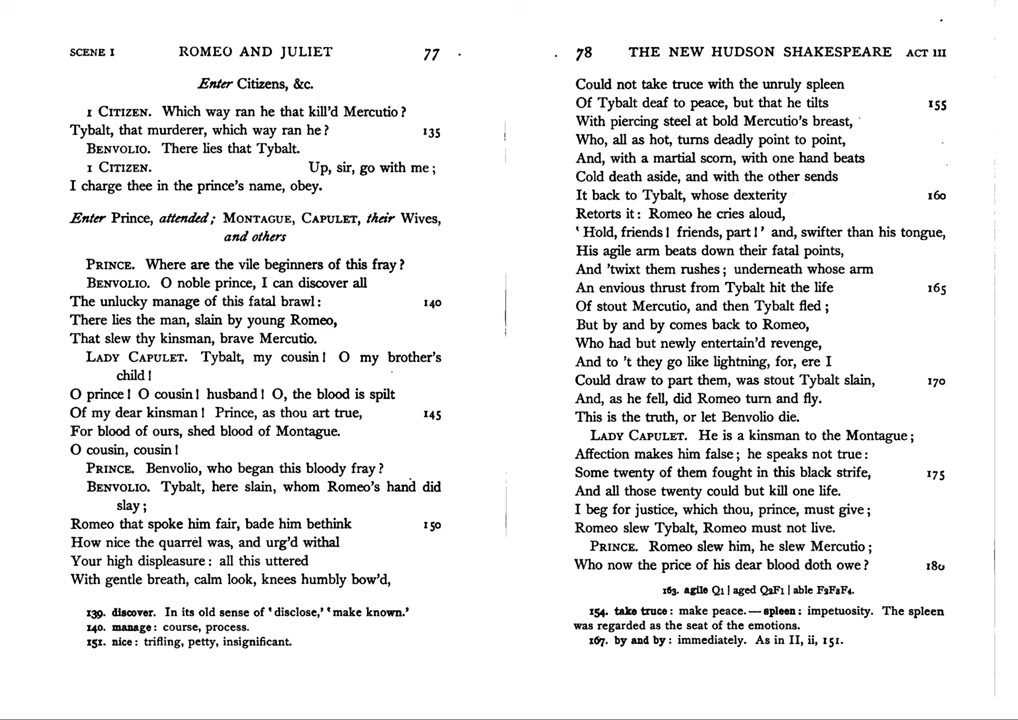 SCENE I ROMEO AND JULIET 77
Enter Citizens, &c.
1 CITIZEN. Which way ran he that kill'd Mercutio?
Tybalt, that murderer, which way ran he? 135
BENVOLIO. There lies that Tybalt.
1 CITIZEN. Up, sir, go with me;
I charge thee in the prince's name, obey.
Enter Prince, attended; MONTAGUE, CAPULET, their Wives,
and others
PRINCE. Where are the vile beginners of this fray?
BENVOLIO. O noble prince, I can discover all
The unlucky manage of this fatal brawl: 140
There lies the man, slain by young Romeo,
That slew thy kinsman, brave Mercutio.
LADY CAPULET. Tybalt, my cousin! O my brother's
child!
O prince! O cousin! husband! O, the blood is spilt
Of my dear kinsman! Prince, as thou art true, 145
For blood of ours, shed blood of Montague.
O cousin, cousin!
PRINCE. Benvolio, who began this bloody fray?
BENVOLIO. Tybalt, here slain, whom Romeo's hand did
slay;
Romeo that spoke him fair, bade him bethink 150
How nice the quarrel was, and urg'd withal
Your high displeasure: all this uttered
With gentle breath, calm look, knees humbly bow'd,
139. discover. In its old sense of 'disclose,' 'make known.'
140. manage: course, process.
151. nice: trifling, petty, insignificant.
78 THE NEW HUDSON SHAKESPEARE ACT III
Could not take truce with the unruly spleen
Of Tybalt deaf to peace, but that he tilts 155
With piercing steel at bold Mercutio's breast,
Who, all as hot, turns deadly point to point,
And, with a martial scorn, with one hand beats
Cold death aside, and with the other sends
It back to Tybalt, whose dexterity 160
Retorts it: Romeo he cries aloud,
'Hold, friends! friends, part!' and, swifter than his tongue,
His agile arm beats down their fatal points,
And 'twixt them rushes; underneath whose arm
An envious thrust from Tybalt hit the life 165
Of stout Mercutio, and then Tybalt fled;
But by and by comes back to Romeo,
Who had but newly entertain'd revenge,
And to 't they go like lightning, for, ere I
Could draw to part them, was stout Tybalt slain, 170
And, as he fell, did Romeo turn and fly.
This is the truth, or let Benvolio die.
LADY CAPULET. He is a kinsman to the Montague;
Affection makes him false; he speaks not true:
Some twenty of them fought in this black strife, 175
And all those twenty could but kill one life.
I beg for justice, which thou, prince, must give;
Romeo slew Tybalt, Romeo must not live.
PRINCE. Romeo slew him, he slew Mercutio;
Who now the price of his dear blood doth owe? 180
163. agile Q1 | aged Q2F1 | able F2F3F4.
154. take truce: make peace.—spleen: impetuosity. The spleen
was regarded as the seat of the emotions.
167. by and by: immediately. As in II, ii, 151.